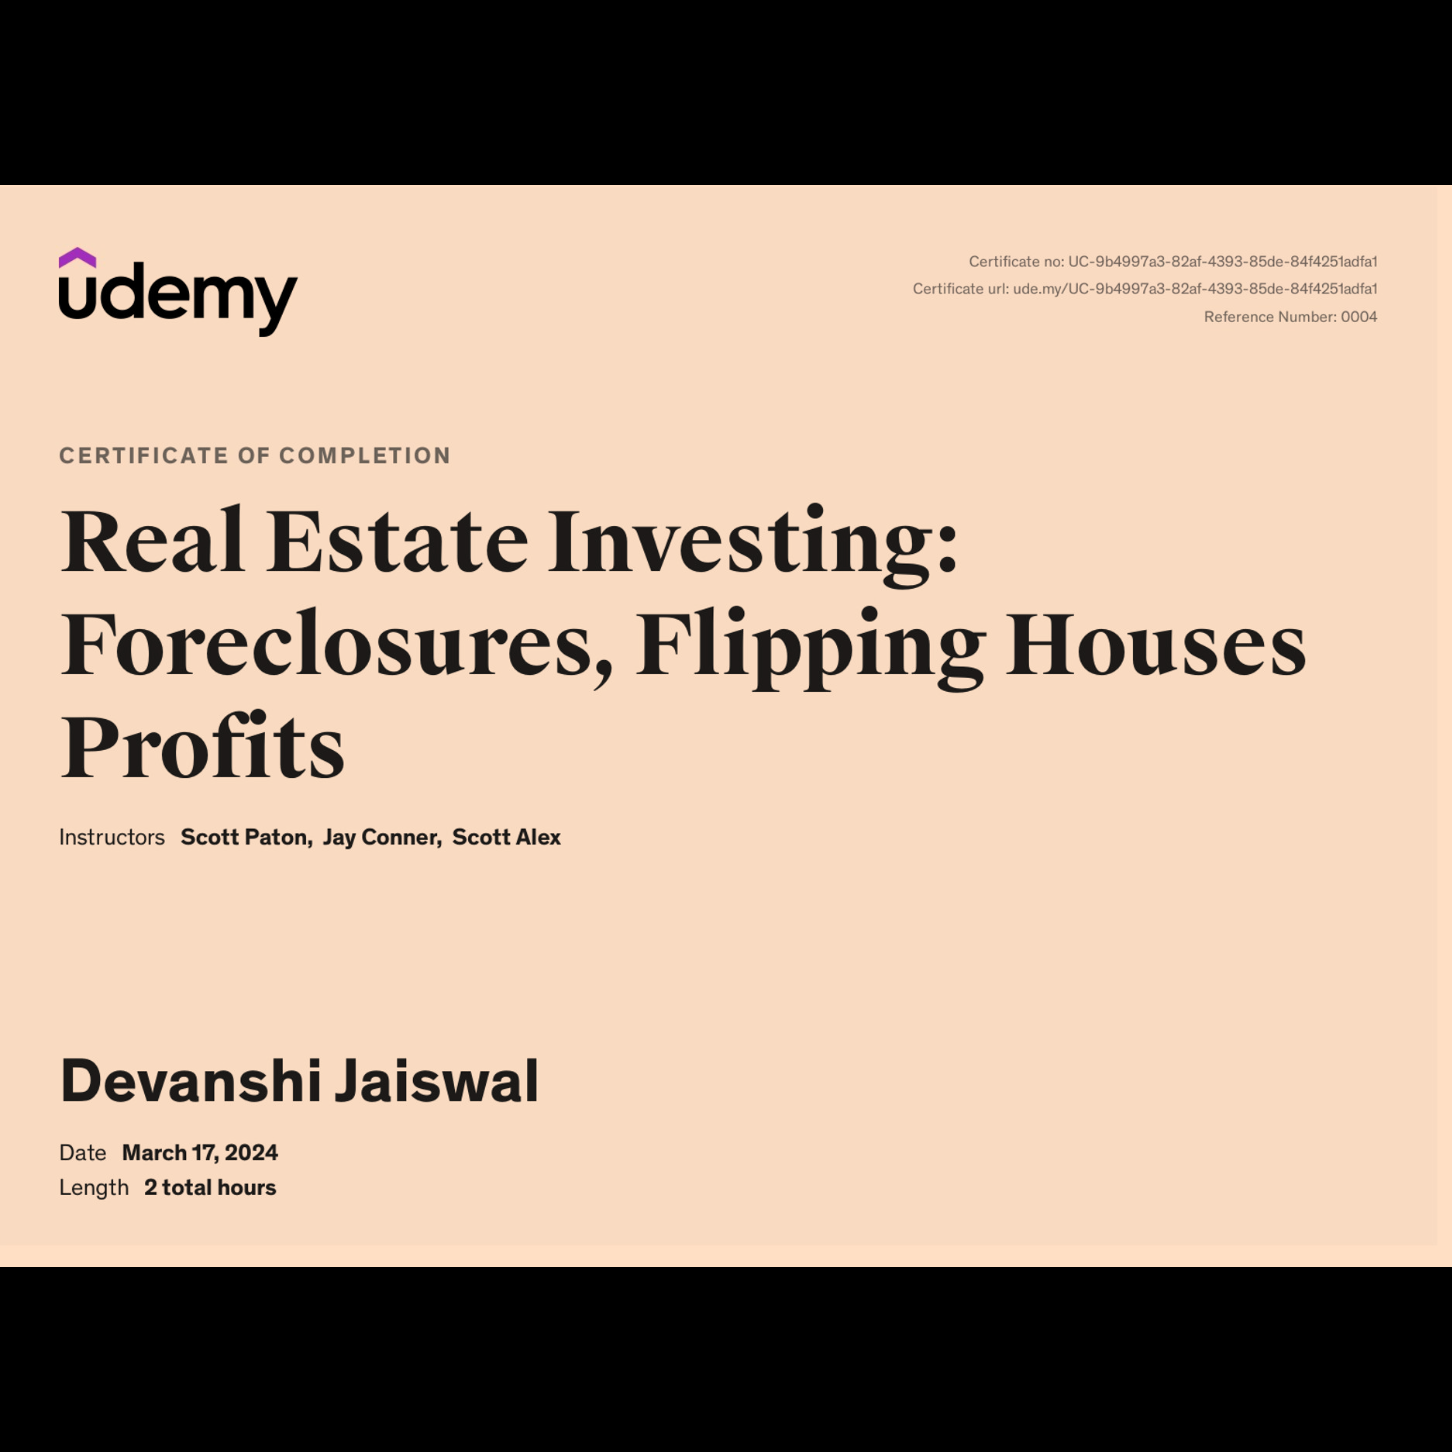 udemy
Certificate no: UC-9b4997a3-82af-4393-85de-84f4251adfa1
Certificate url: ude.my/UC-9b4997a3-82af-4393-85de-84f4251adfa1
Reference Number: 0004
CERTIFICATE OF COMPLETION
Real Estate Investing:
Foreclosures, Flipping Houses
Profits
Instructors Scott Paton, Jay Conner, Scott Alex
Devanshi Jaiswal
Date March 17, 2024
Length 2 total hours